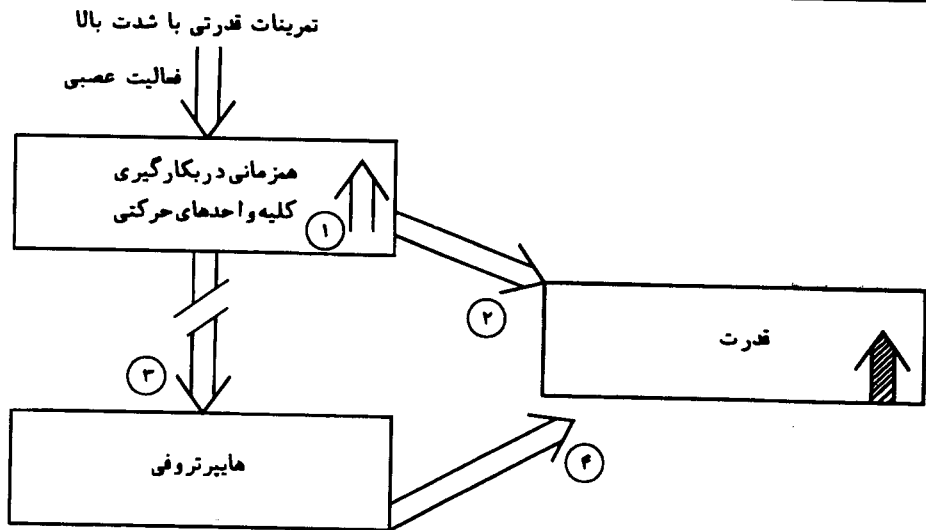 تمرینات قدرتی با شدت بالا
فعالیت عصبی
همزمانی در بکارگیری
کلیه واحدهای حرکتی
۱
۲
قدرت
۳
هایپرتروفی
۴